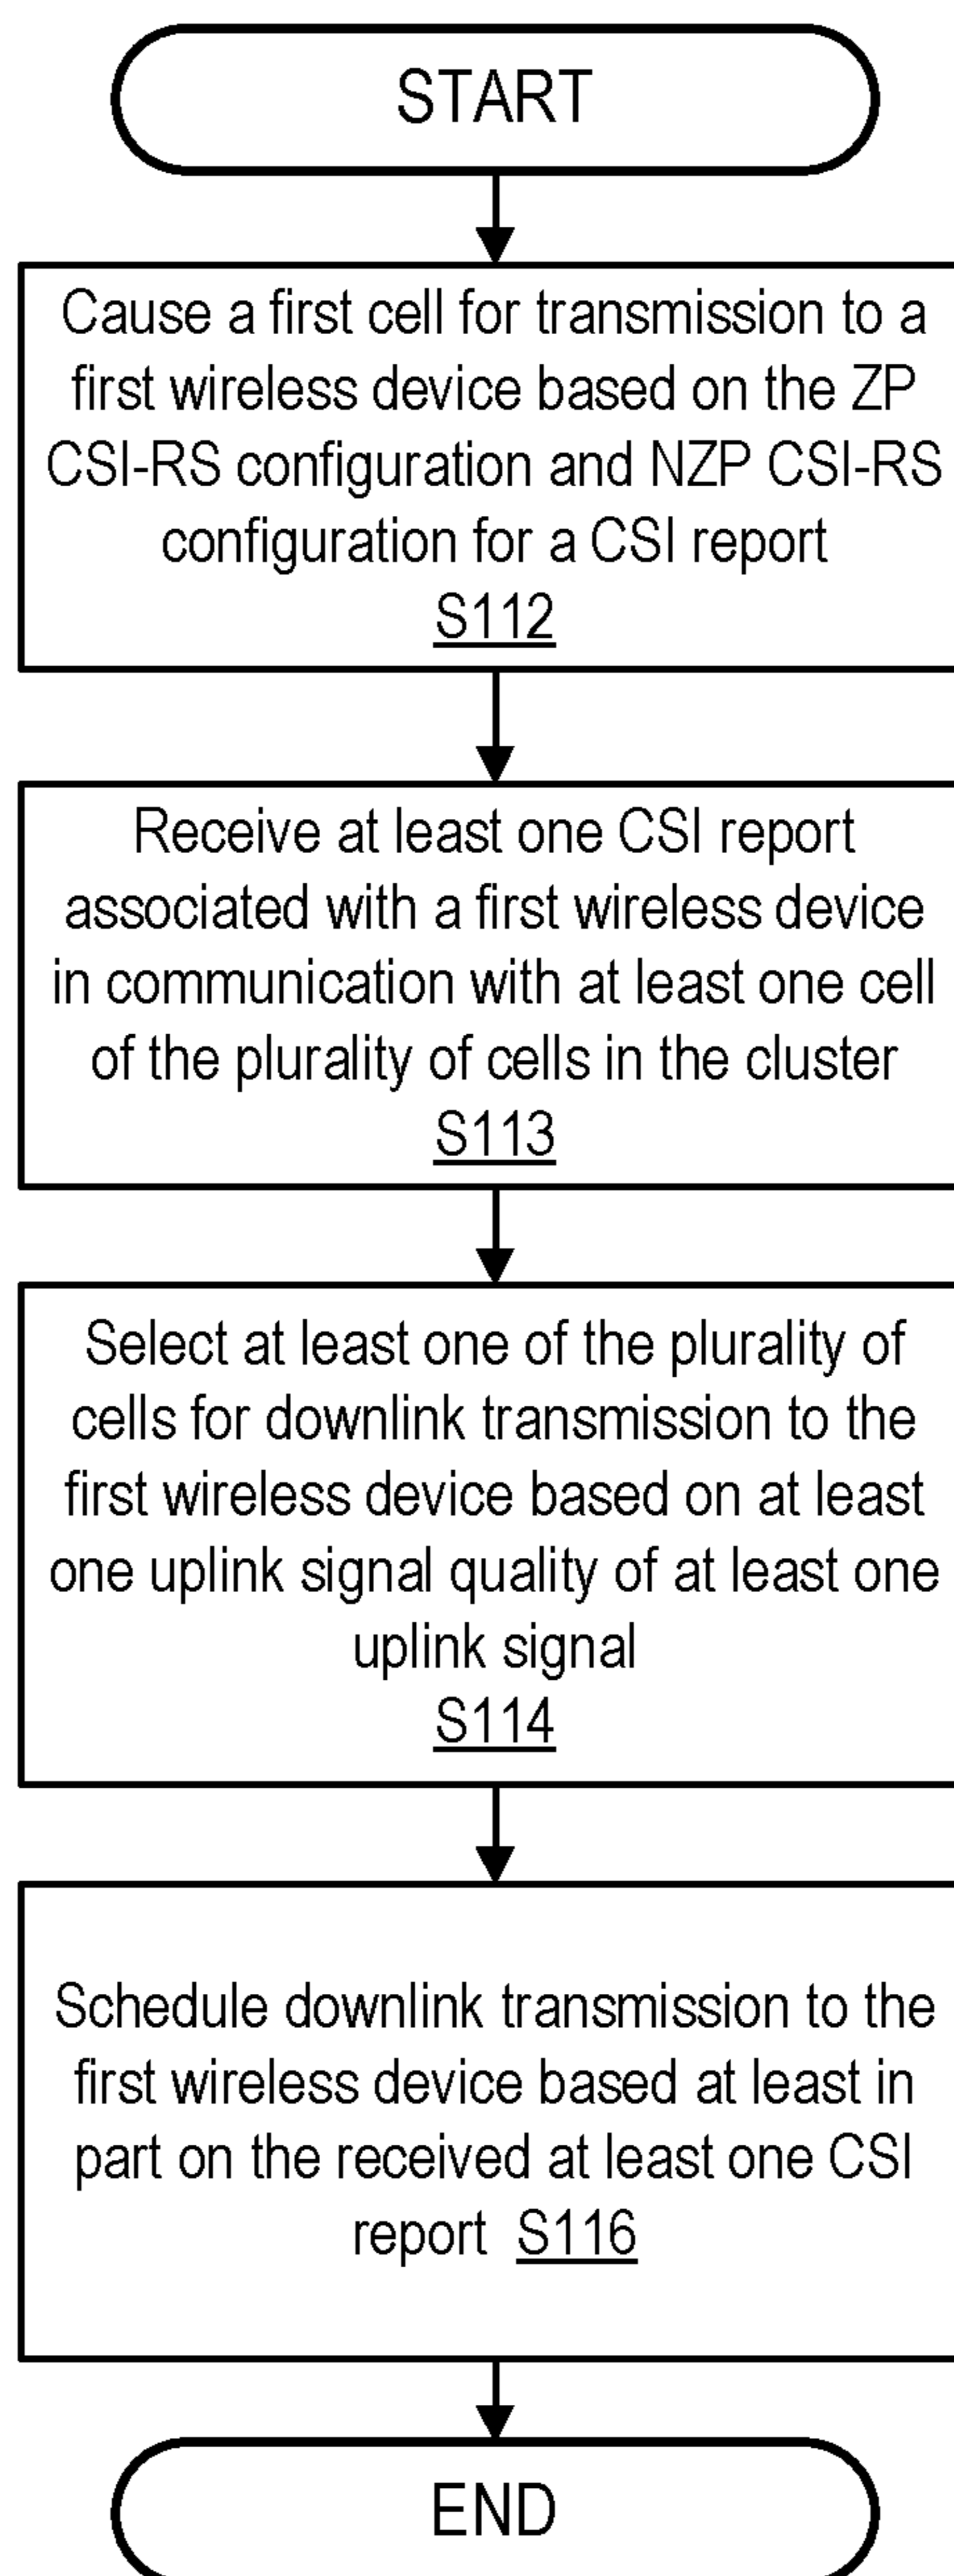 START
Cause a first cell for transmission to a
first wireless device based on the ZP
CSI-RS configuration and NZP CSI-RS
configuration for a CSI report
S112
Receive at least one CSI report
associated with a first wireless device
in communication with at least one cell
of the plurality of cells in the cluster
S113
Select at least one of the plurality of
cells for downlink transmission to the
first wireless device based on at least
one uplink signal quality of at least one
uplink signal
S114
Schedule downlink transmission to the
first wireless device based at least in
part on the received at least one CSI
report S116
END